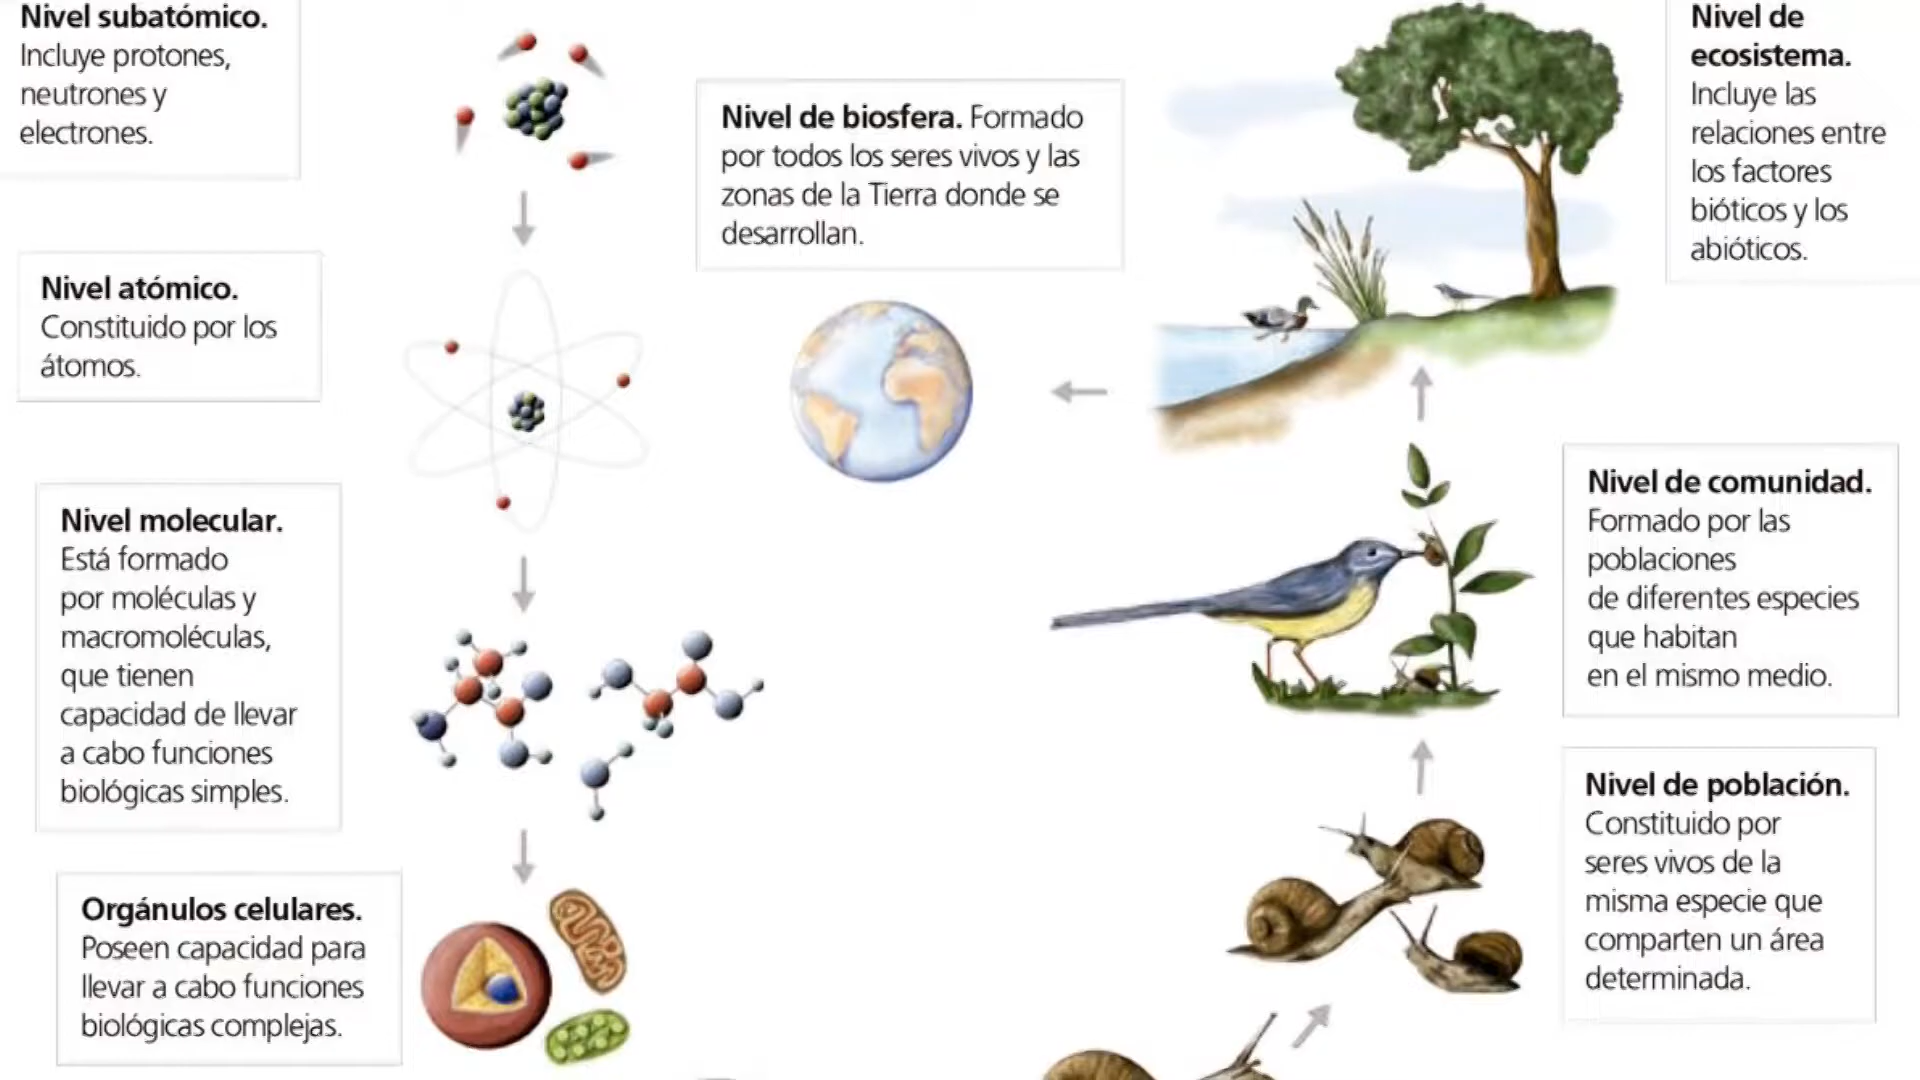 Nivel subatómico.
Incluye protones,
neutrones y
electrones.
Nivel atómico.
Constituido por los
átomos.
Nivel molecular.
Está formado
por moléculas y
macromoléculas,
que tienen
capacidad de llevar
a cabo funciones
biológicas simples.
Orgánulos celulares.
Poseen capacidad para
llevar a cabo funciones
biológicas complejas.
Nivel de biosfera. Formado
por todos los seres vivos y las
zonas de la Tierra donde se
desarrollan.
Nivel de
ecosistema.
Incluye las
relaciones entre
los factores
bióticos y los
abióticos.
Nivel de comunidad.
Formado por las
poblaciones
de diferentes especies
que habitan
en el mismo medio.
Nivel de población.
Constituido por
seres vivos de la
misma especie que
comparten un área
determinada.